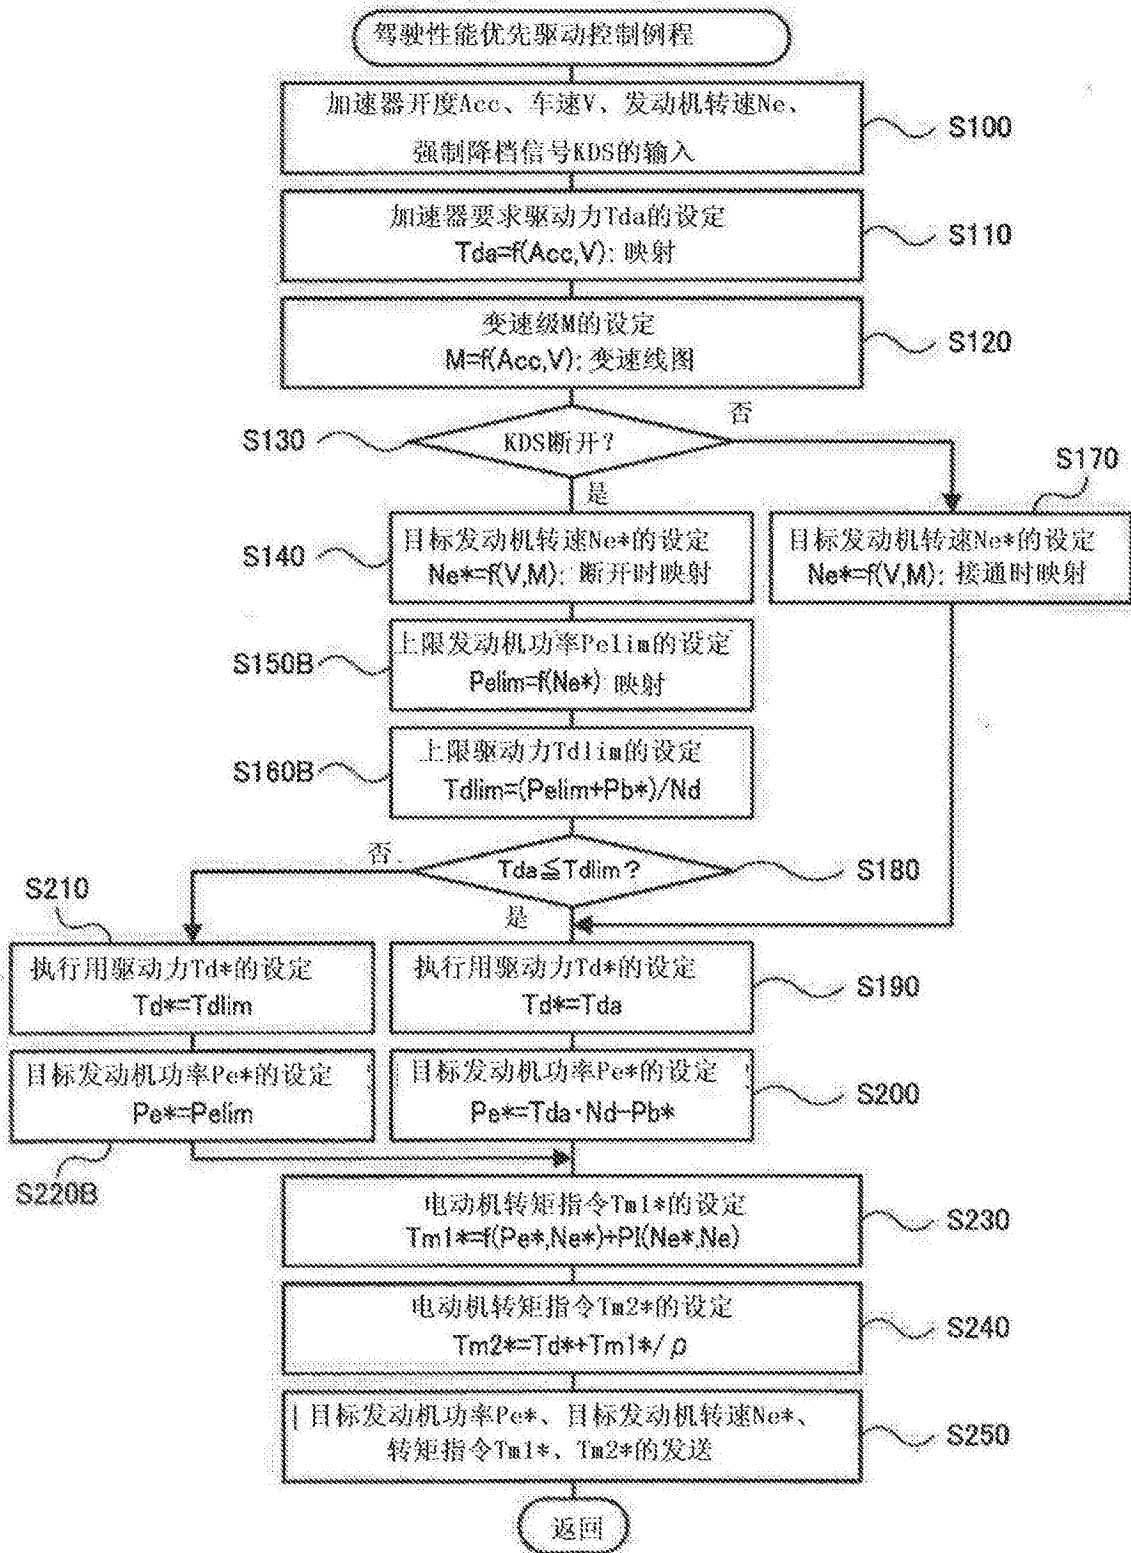 驾驶性能优先驱动控制例程
加速器开度Acc、车速V、发动机转速Ne、
强制降档信号KDS的输入
S100
加速器要求驱动力Tda的设定
Tda=f(Acc,V): 映射
S110
变速级M的设定
M=f(Acc,V): 变速线图
S120
S130
KDS断开?
否
是
S170
S140
目标发动机转速Ne*的设定
Ne*=f(V,M): 断开时映射
目标发动机转速Ne*的设定
Ne*=f(V,M): 接通时映射
S150B
上限发动机功率Pelim的设定
Pelim=f(Ne*) 映射
S160B
上限驱动力Tdlim的设定
Tdlim=(Pelim+Pb*)/Nd
否
Tda≦Tdlim?
S180
是
S210
执行用驱动力Td*的设定
Td*=Tdlim
执行用驱动力Td*的设定
Td*=Tda
S190
目标发动机功率Pe*的设定
Pe*=Pelim
目标发动机功率Pe*的设定
Pe*=Tda·Nd-Pb*
S200
S220B
电动机转矩指令Tm1*的设定
Tm1*=f(Pe*,Ne*)+PI(Ne*,Ne)
S230
电动机转矩指令Tm2*的设定
Tm2*=Td*+Tm1*/ρ
S240
目标发动机功率Pe*、目标发动机转速Ne*、
转矩指令Tm1*、Tm2*的发送
S250
返回